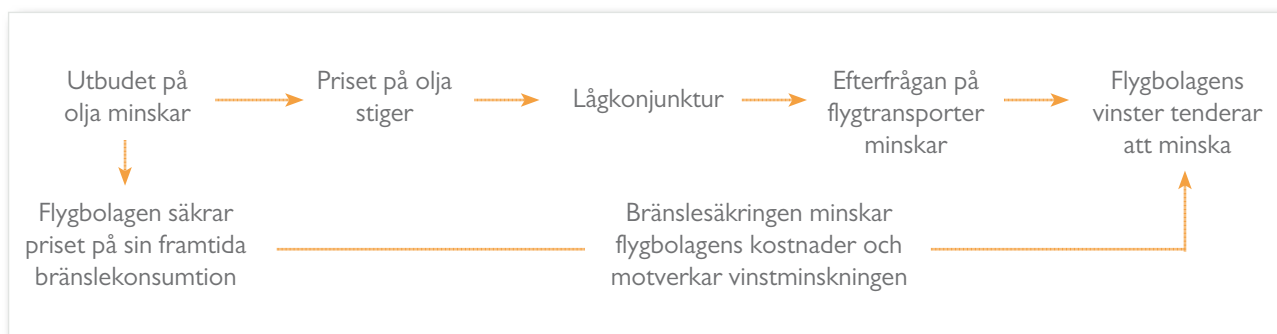 Utbudet på
olja minskar
Priset på olja
stiger
Lågkonjunktur
Efterfrågan på
flygtransporter
minskar
Flygbolagens
vinster tenderar
att minska
Flygbolagen säkrar
priset på sin framtida
bränslekonsumtion
Bränslesäkringen minskar
flygbolagens kostnader och
motverkar vinstminskningen